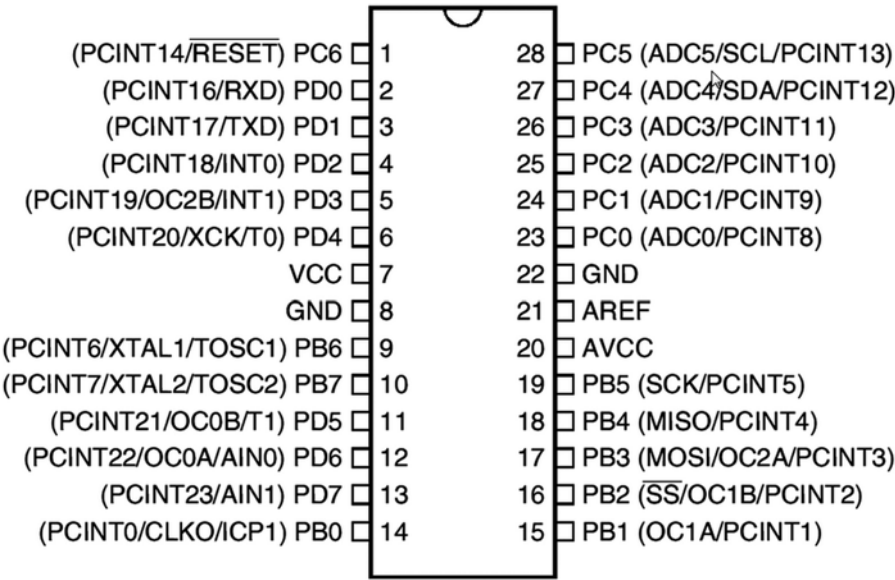 (PCINT14/RESET) PC6 1 28 PC5 (ADC5/SCL/PCINT13)
(PCINT16/RXD) PD0 2 27 PC4 (ADC4/SDA/PCINT12)
(PCINT17/TXD) PD1 3 26 PC3 (ADC3/PCINT11)
(PCINT18/INT0) PD2 4 25 PC2 (ADC2/PCINT10)
(PCINT19/OC2B/INT1) PD3 5 24 PC1 (ADC1/PCINT9)
(PCINT20/XCK/T0) PD4 6 23 PC0 (ADC0/PCINT8)
VCC 7 22 GND
GND 8 21 AREF
(PCINT6/XTAL1/TOSC1) PB6 9 20 AVCC
(PCINT7/XTAL2/TOSC2) PB7 10 19 PB5 (SCK/PCINT5)
(PCINT21/OC0B/T1) PD5 11 18 PB4 (MISO/PCINT4)
(PCINT22/OC0A/AIN0) PD6 12 17 PB3 (MOSI/OC2A/PCINT3)
(PCINT23/AIN1) PD7 13 16 PB2 (SS/OC1B/PCINT2)
(PCINT0/CLKO/ICP1) PB0 14 15 PB1 (OC1A/PCINT1)